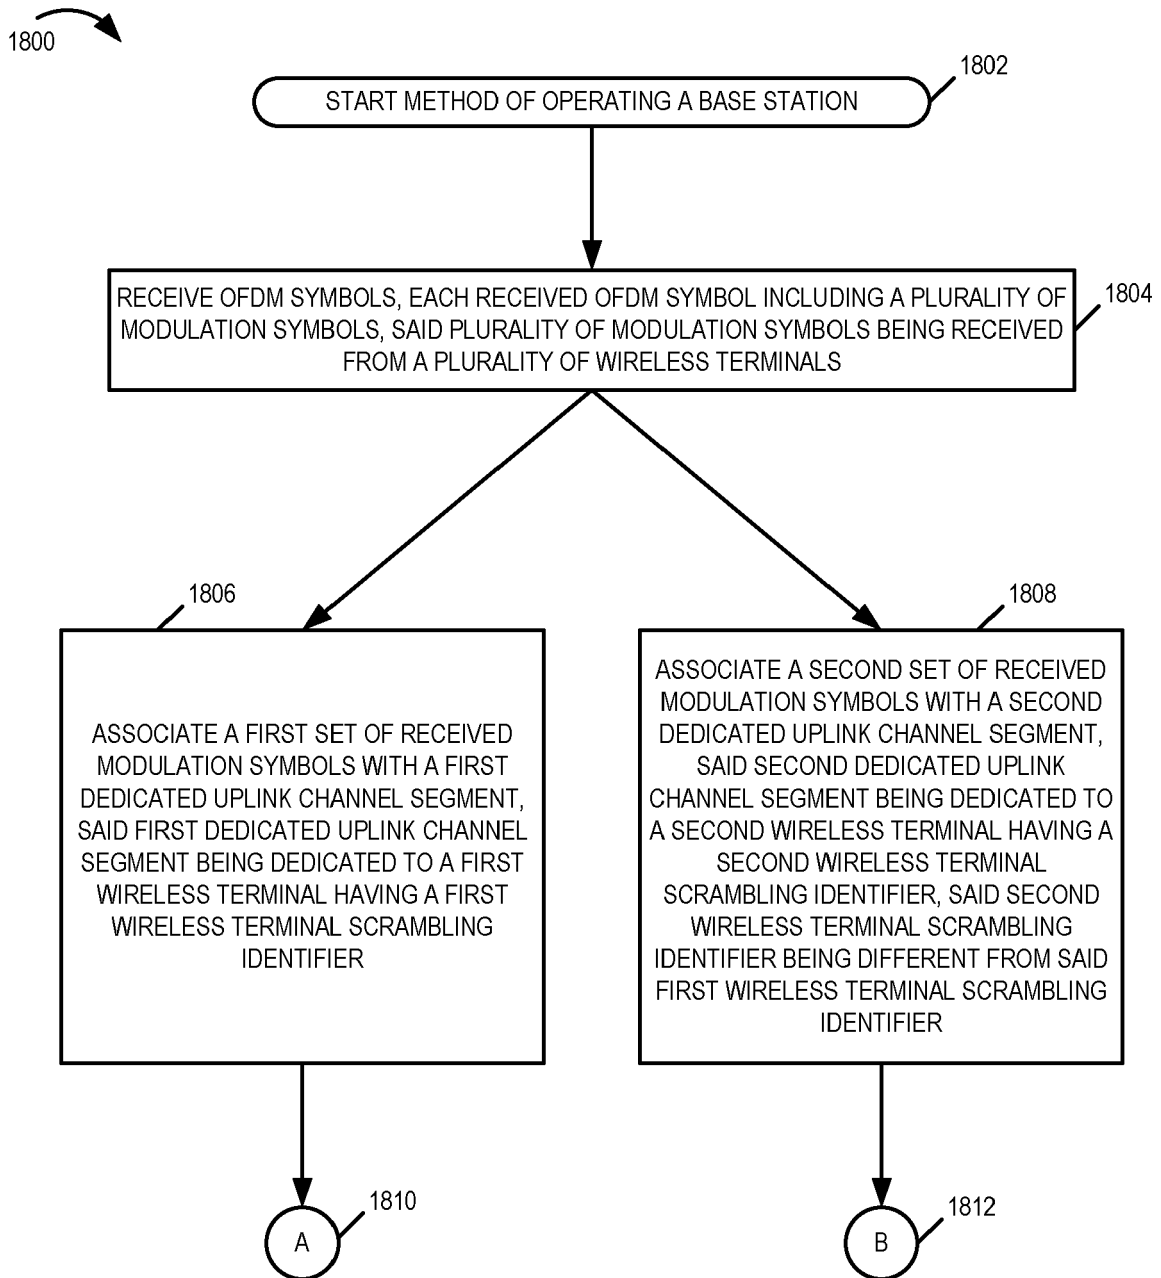 1800
1802
START METHOD OF OPERATING A BASE STATION
1804
RECEIVE OFDM SYMBOLS, EACH RECEIVED OFDM SYMBOL INCLUDING A PLURALITY OF
MODULATION SYMBOLS, SAID PLURALITY OF MODULATION SYMBOLS BEING RECEIVED
FROM A PLURALITY OF WIRELESS TERMINALS
1806
ASSOCIATE A FIRST SET OF RECEIVED
MODULATION SYMBOLS WITH A FIRST
DEDICATED UPLINK CHANNEL SEGMENT,
SAID FIRST DEDICATED UPLINK CHANNEL
SEGMENT BEING DEDICATED TO A FIRST
WIRELESS TERMINAL HAVING A FIRST
WIRELESS TERMINAL SCRAMBLING
IDENTIFIER
1808
ASSOCIATE A SECOND SET OF RECEIVED
MODULATION SYMBOLS WITH A SECOND
DEDICATED UPLINK CHANNEL SEGMENT,
SAID SECOND DEDICATED UPLINK
CHANNEL SEGMENT BEING DEDICATED TO
A SECOND WIRELESS TERMINAL HAVING A
SECOND WIRELESS TERMINAL
SCRAMBLING IDENTIFIER, SAID SECOND
WIRELESS TERMINAL SCRAMBLING
IDENTIFIER BEING DIFFERENT FROM SAID
FIRST WIRELESS TERMINAL SCRAMBLING
IDENTIFIER
1810
A
1812
B